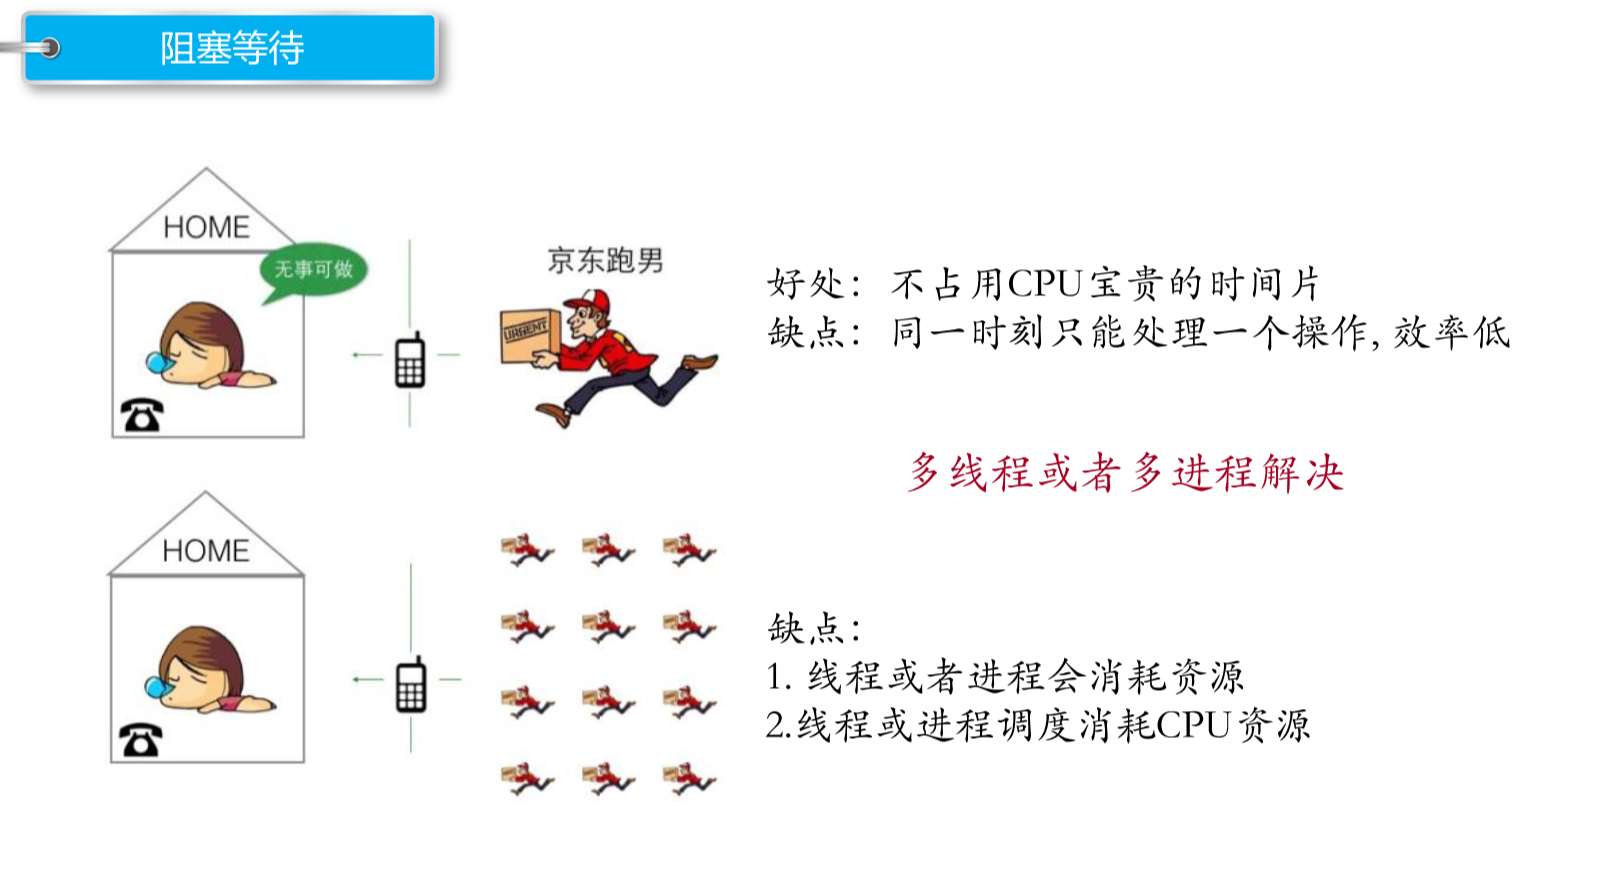 阻塞等待
HOME
无事可做
京东跑男
URGENT
好处：不占用CPU宝贵的时间片
缺点：同一时刻只能处理一个操作, 效率低
多线程或者多进程解决
HOME
缺点：
1. 线程或者进程会消耗资源
2.线程或进程调度消耗CPU资源